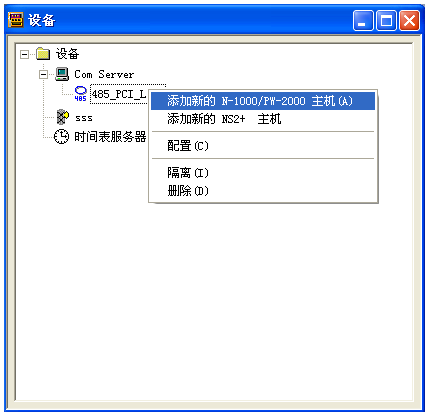 设备
设备
Com Server
485
485_PCI_L
添加新的 N-1000/PW-2000 主机(A)
添加新的 NS2+ 主机
sss
时间表服务器
配置(C)
隔离(I)
删除(D)